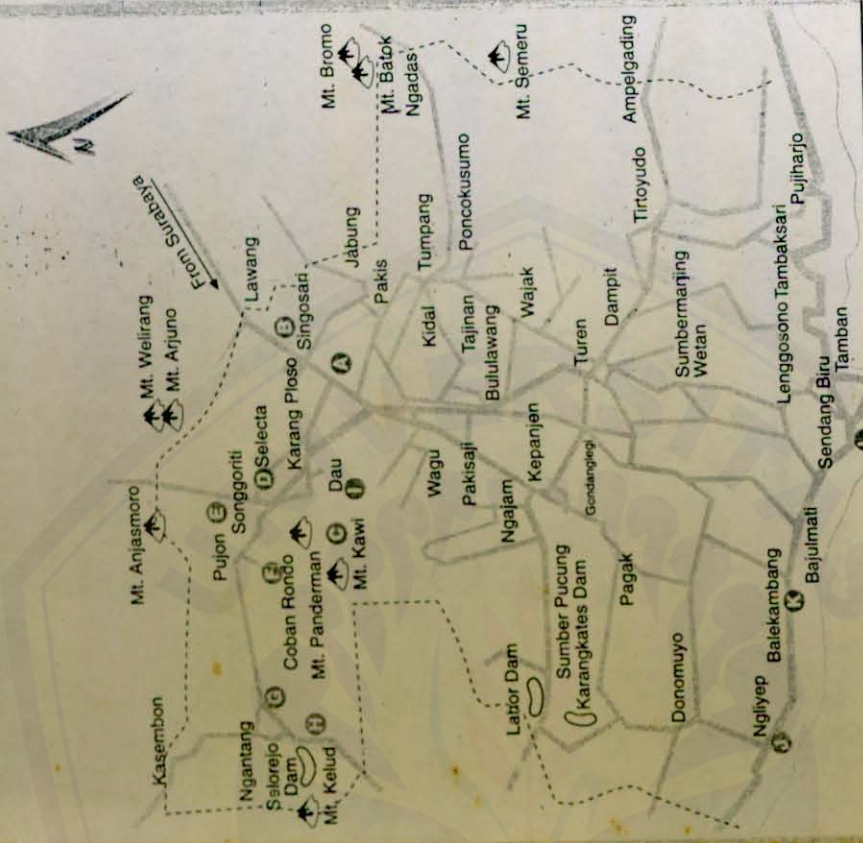 N
From Surabaya
Mt. Anjasmoro
Mt. Welirang
Kasembon
Mt. Arjuno
Pujon
E
Songgoriti
Ngantang
Lawang
D
Selecta
Selorejo
Dam
Coban Rondo
Karang Ploso
B
Singosari
Mt. Kelud
H
Mt. Panderman
Dau
A
Mt. Bromo
G
Mt. Kawi
Jabung
Pakis
Mt. Batok
Ngadas
Wagu
Kidal
Tumpang
Pakisaji
Tajinan
Poncokusumo
Bululawang
Ngajam
Lahor Dam
Kepanjen
Wajak
Mt. Semeru
Sumber Pucung
Karangkates Dam
Gondanglegi
Turen
Pagak
Dampit
Ampelgading
Tirtoyudo
Donomuyo
Sumbermanjing
Wetan
Ngliyep
J
Balekambang
K
Lenggosono
Tambaksari
Pujiharjo
Bajulmati
Sendang Biru
Tamban